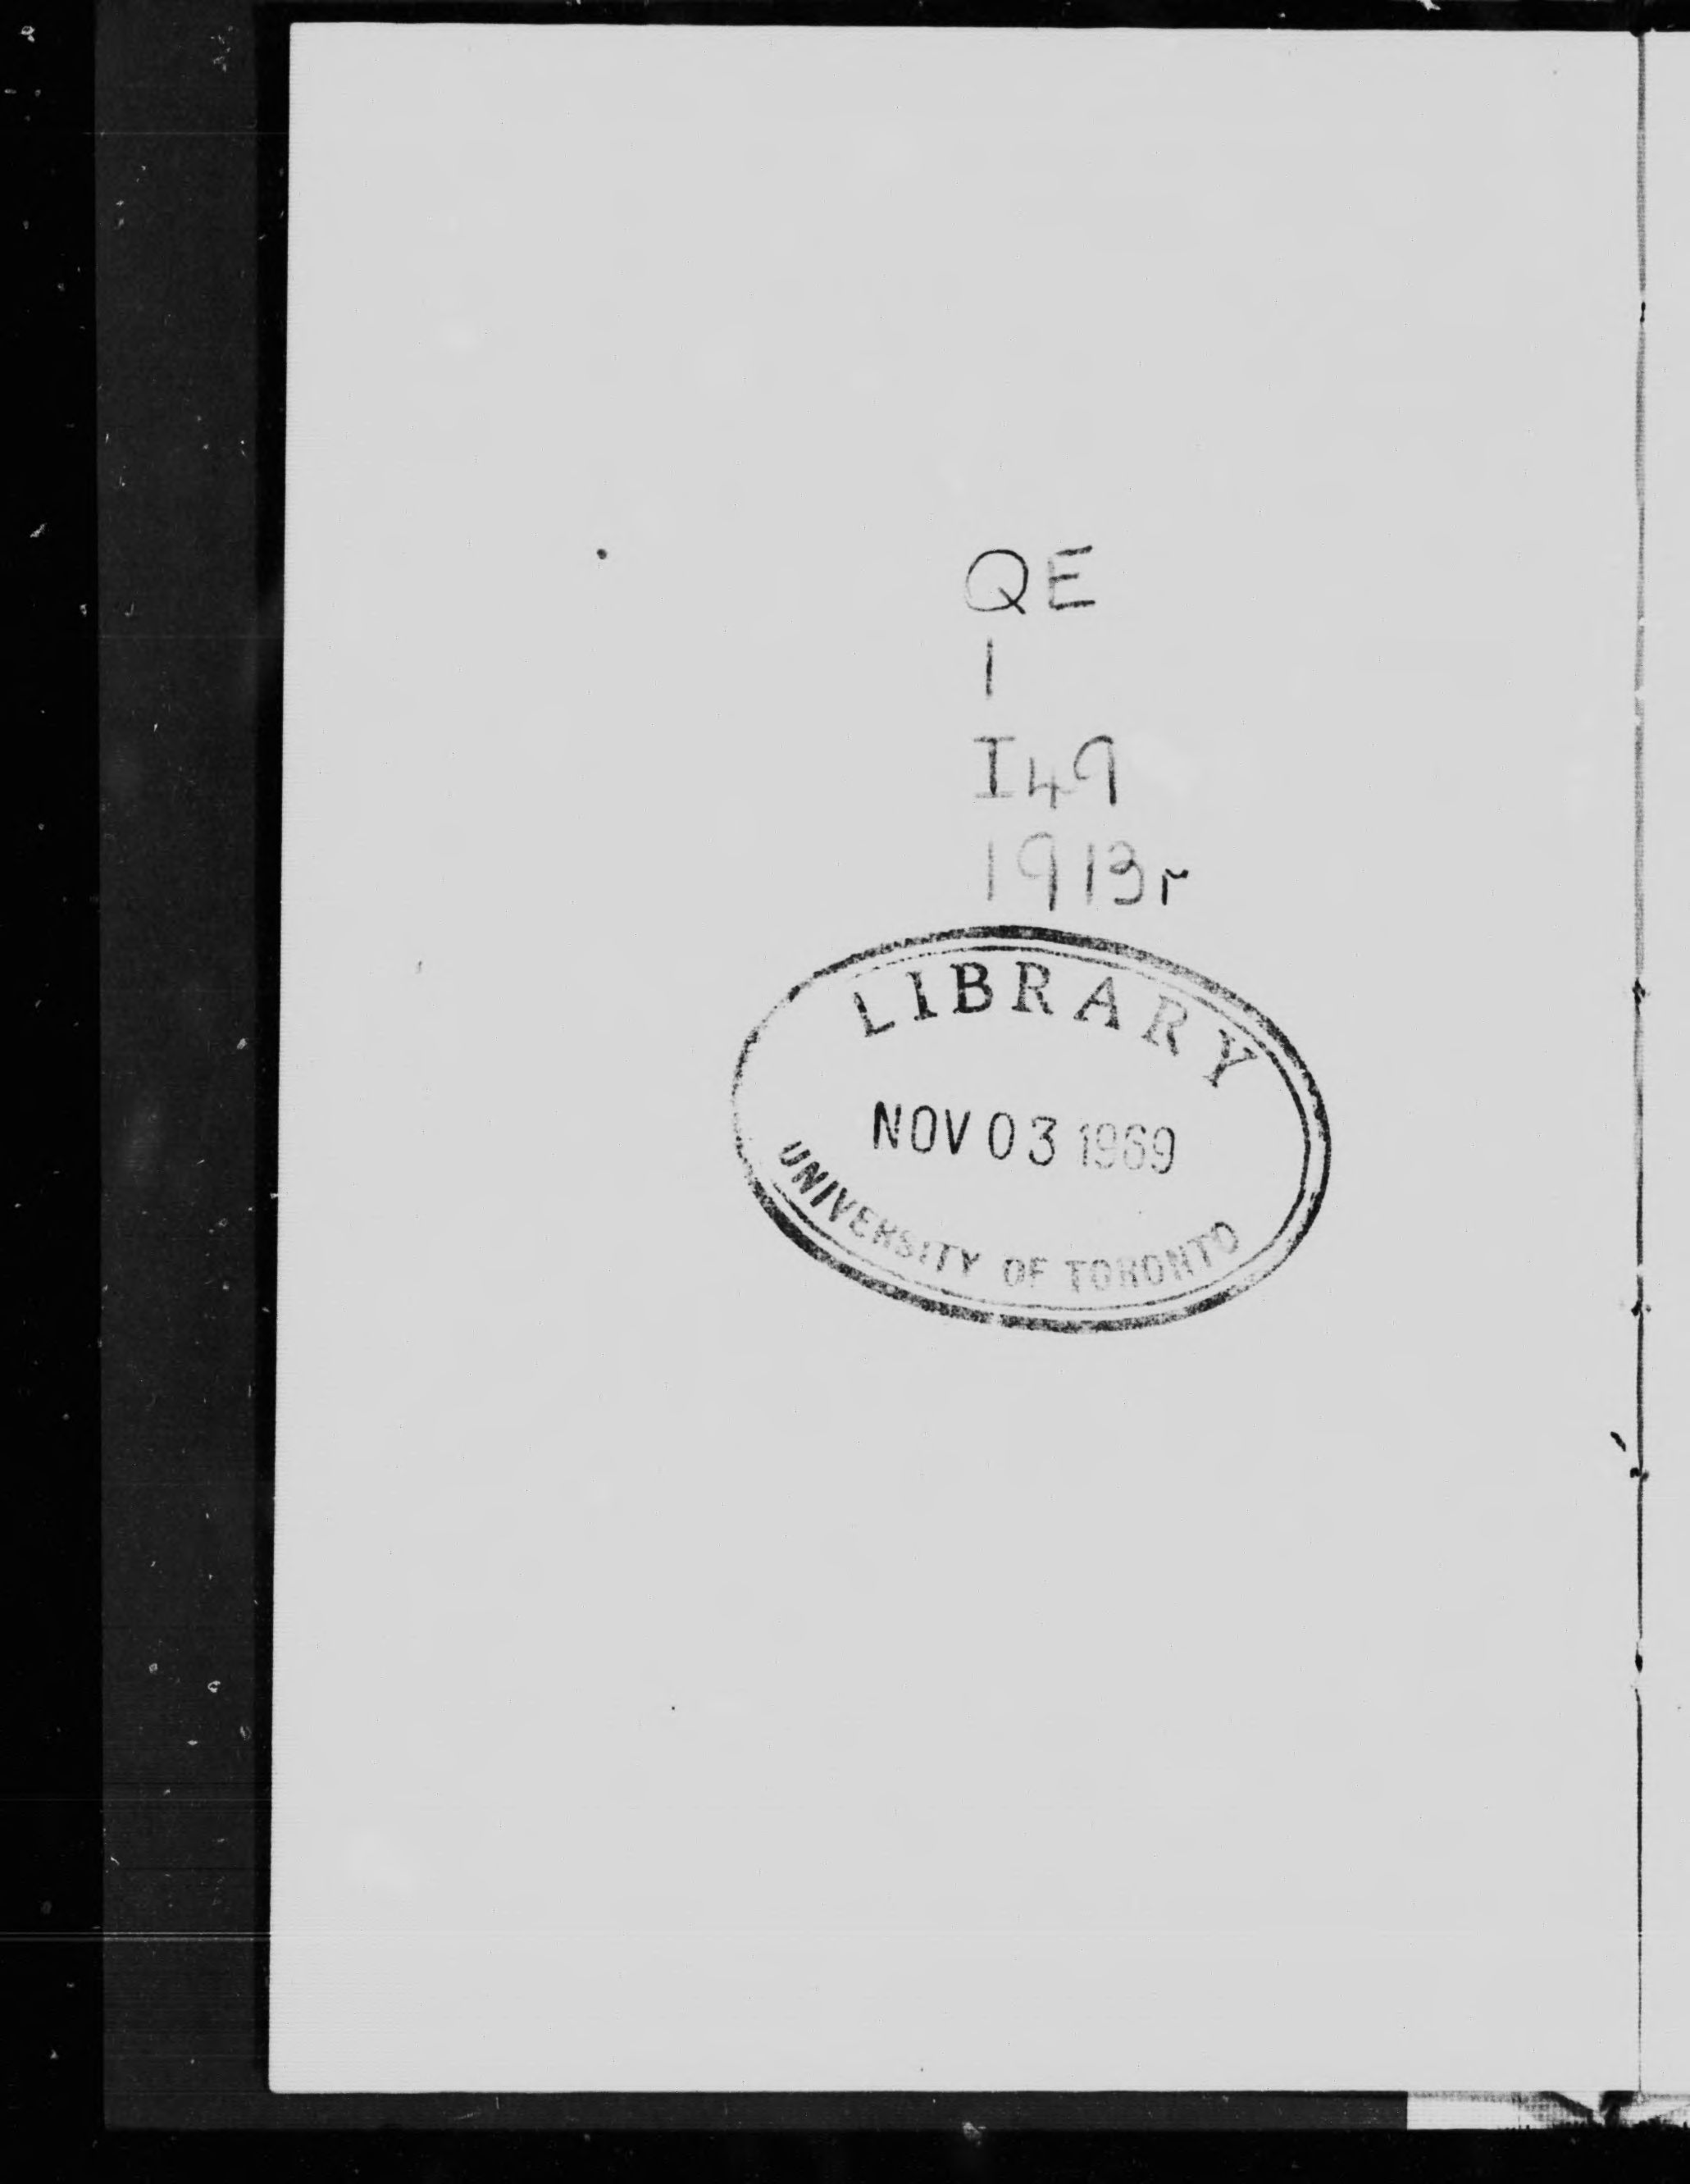 QE
1
I49
1913r
LIBRARY
NOV 03 1969
UNIVERSITY OF TORONTO